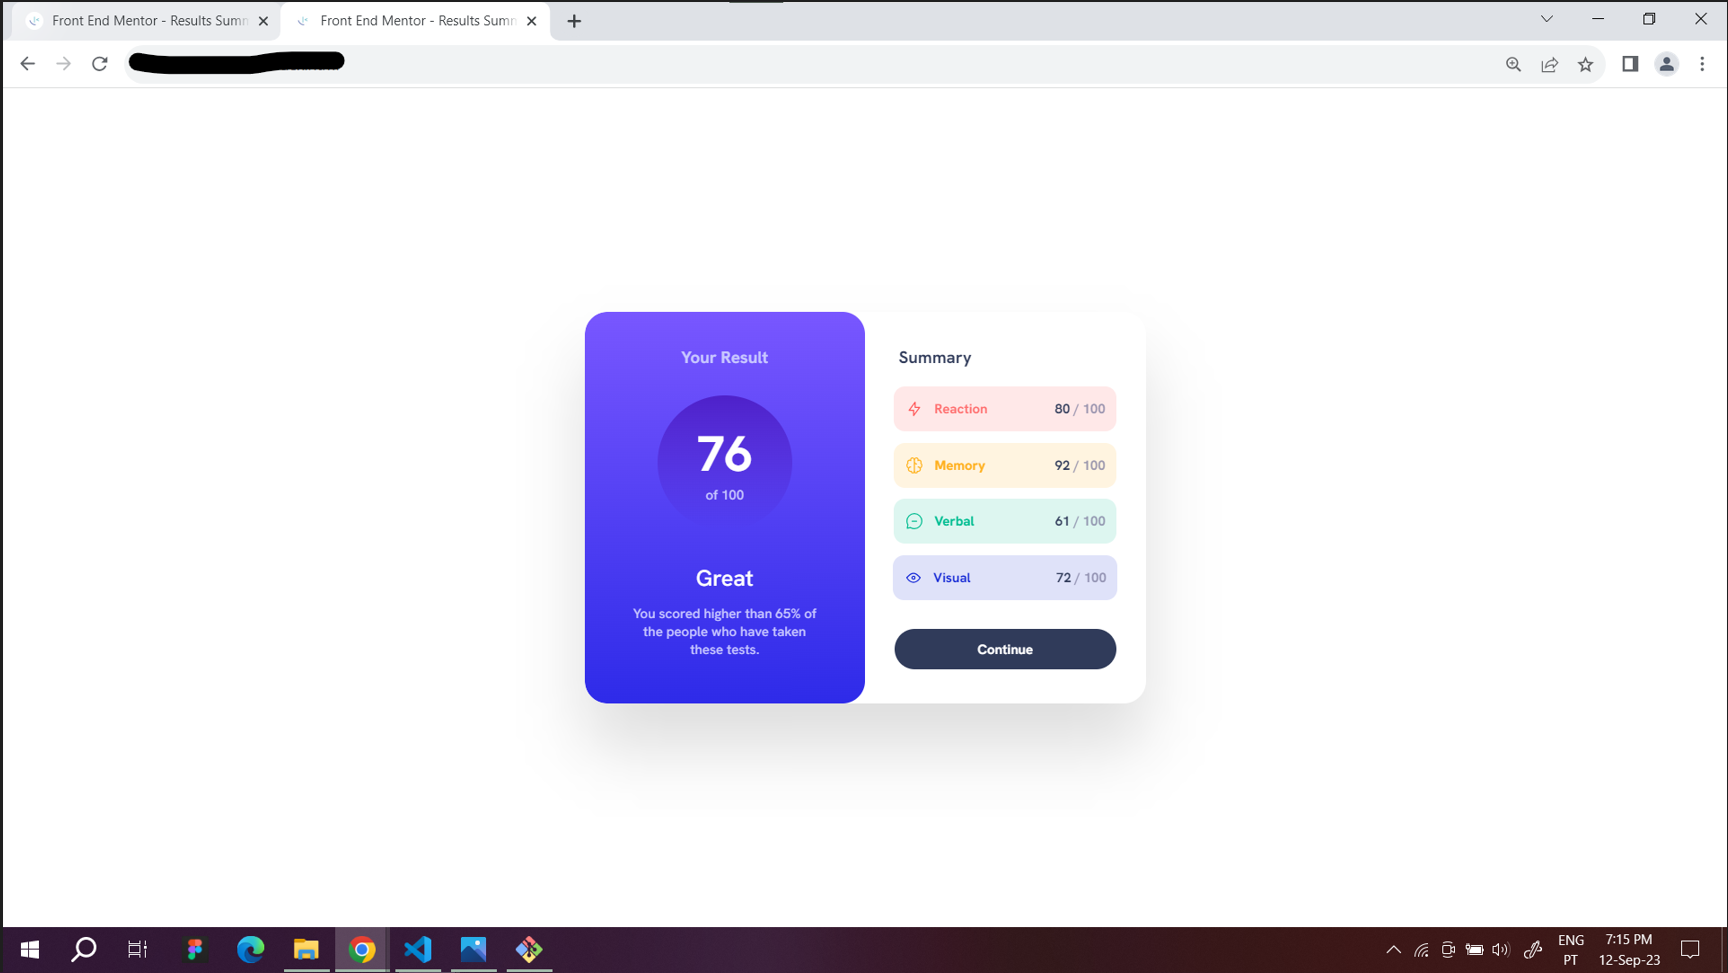 Front End Mentor - Results Summ
Front End Mentor - Results Summ
Your Result
76
of 100
Great
You scored higher than 65% of
the people who have taken
these tests.
Summary
Reaction 80 / 100
Memory 92 / 100
Verbal 61 / 100
Visual 72 / 100
Continue
ENG
PT
7:15 PM
12-Sep-23